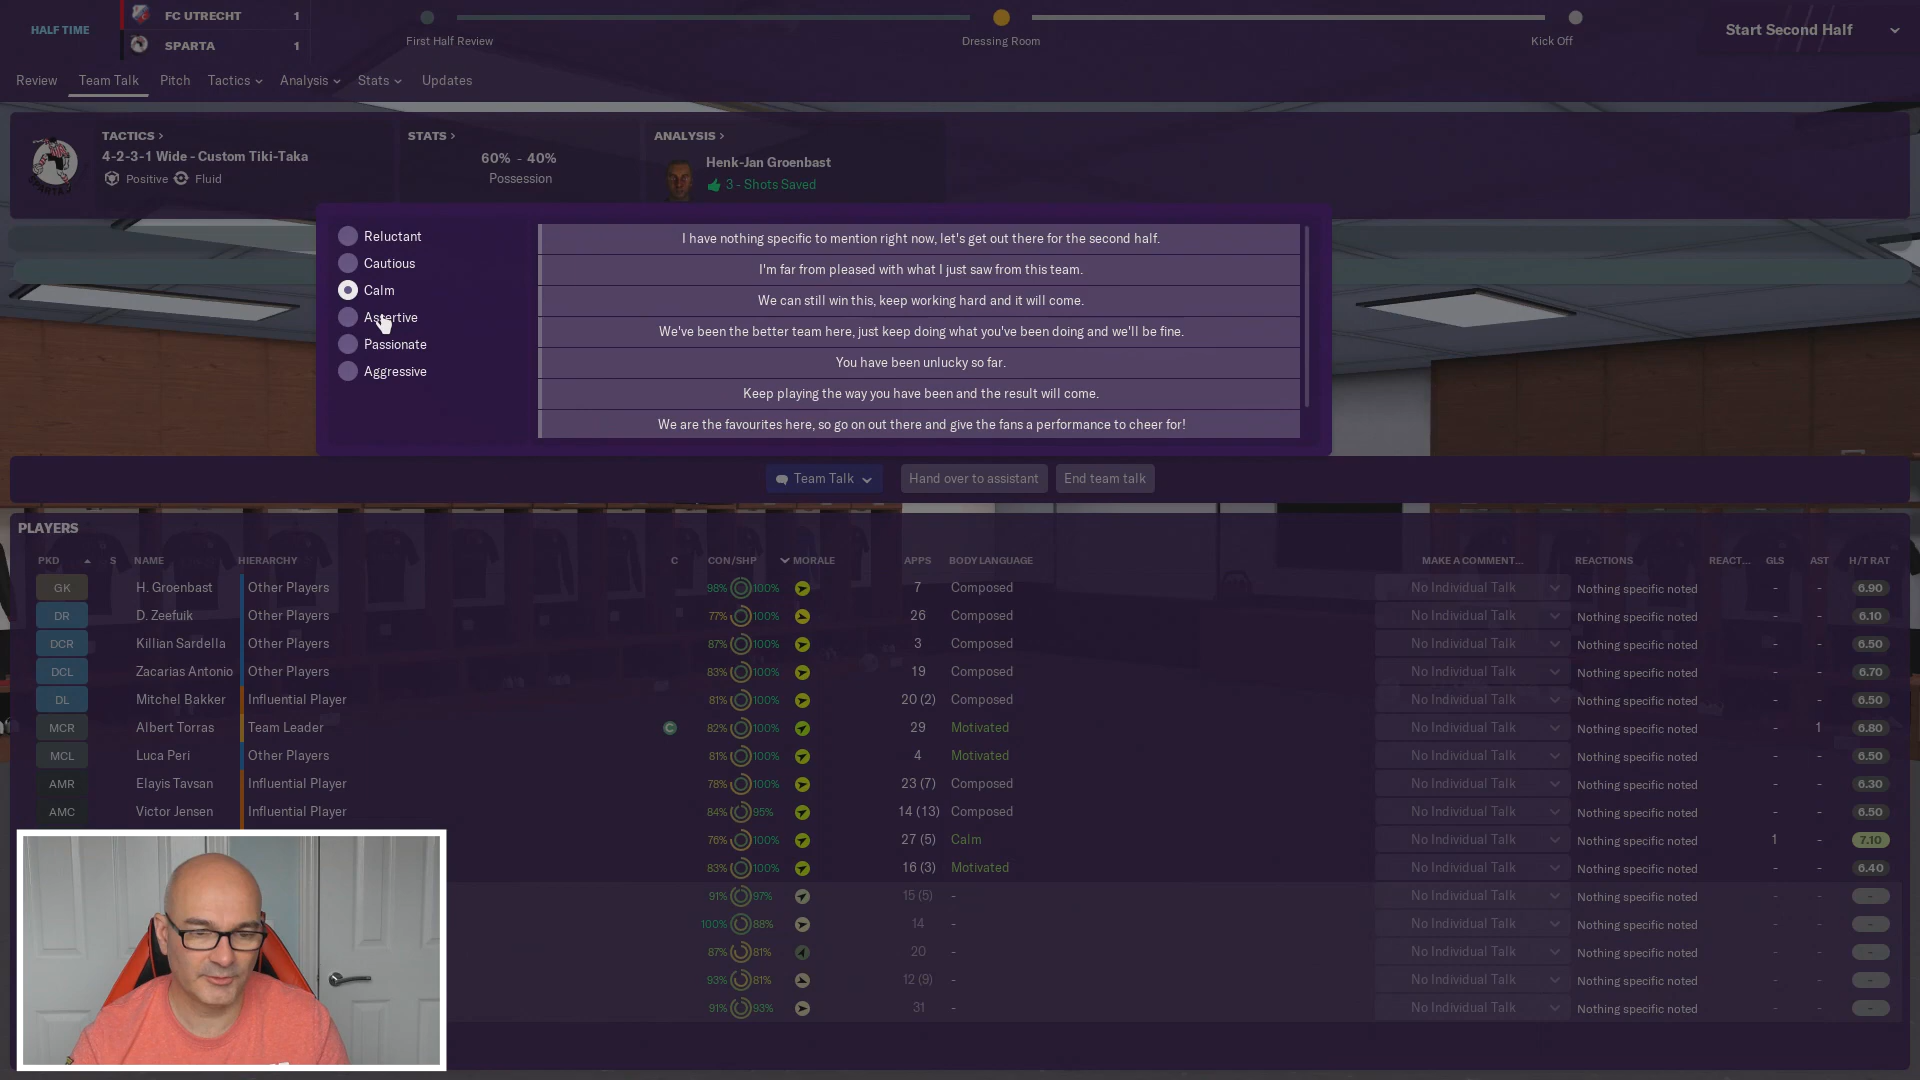 HALF TIME
FC UTRECHT 1
SPARTA 1
First Half Review
Dressing Room
Kick Off
Start Second Half
Review Team Talk Pitch Tactics Analysis Stats Updates
TACTICS >
4-2-3-1 Wide - Custom Tiki-Taka
Positive Fluid
STATS >
60% - 40%
Possession
ANALYSIS >
Henk-Jan Groenbast
3 - Shots Saved
Reluctant
Cautious
Calm
Assertive
Passionate
Aggressive
I have nothing specific to mention right now, let's get out there for the second half.
I'm far from pleased with what I just saw from this team.
We can still win this, keep working hard and it will come.
We've been the better team here, just keep doing what you've been doing and we'll be fine.
You have been unlucky so far.
Keep playing the way you have been and the result will come.
We are the favourites here, so go on out there and give the fans a performance to cheer for!
Team Talk Hand over to assistant End team talk
PLAYERS
PKD S NAME HIERARCHY C CON/SHP MORALE APPS BODY LANGUAGE MAKE A COMMENT... REACTIONS REACT... GLS AST H/T RAT
GK H. Groenbast Other Players 98% 100% 7 Composed No Individual Talk Nothing specific noted - - 6.90
DR D. Zeefuik Other Players 77% 100% 26 Composed No Individual Talk Nothing specific noted - - 6.10
DCR Killian Sardella Other Players 87% 100% 3 Composed No Individual Talk Nothing specific noted - - 6.50
DCL Zacarias Antonio Other Players 83% 100% 19 Composed No Individual Talk Nothing specific noted - - 6.70
DL Mitchel Bakker Influential Player 81% 100% 20 (2) Composed No Individual Talk Nothing specific noted - - 6.50
MCR Albert Torras Team Leader C 82% 100% 29 Motivated No Individual Talk Nothing specific noted - 1 6.80
MCL Luca Peri Other Players 81% 100% 4 Motivated No Individual Talk Nothing specific noted - - 6.50
AMR Elayis Tavsan Influential Player 78% 100% 23 (7) Composed No Individual Talk Nothing specific noted - - 6.30
AMC Victor Jensen Influential Player 84% 95% 14 (13) Composed No Individual Talk Nothing specific noted - - 6.50
76% 100% 27 (5) Calm No Individual Talk Nothing specific noted 1 - 7.10
83% 100% 16 (3) Motivated No Individual Talk Nothing specific noted - - 6.40
91% 97% 15 (5) - No Individual Talk Nothing specific noted - - -
100% 88% 14 - No Individual Talk Nothing specific noted - - -
87% 81% 20 - No Individual Talk Nothing specific noted - - -
93% 81% 12 (9) - No Individual Talk Nothing specific noted - - -
91% 93% 31 - No Individual Talk Nothing specific noted - - -